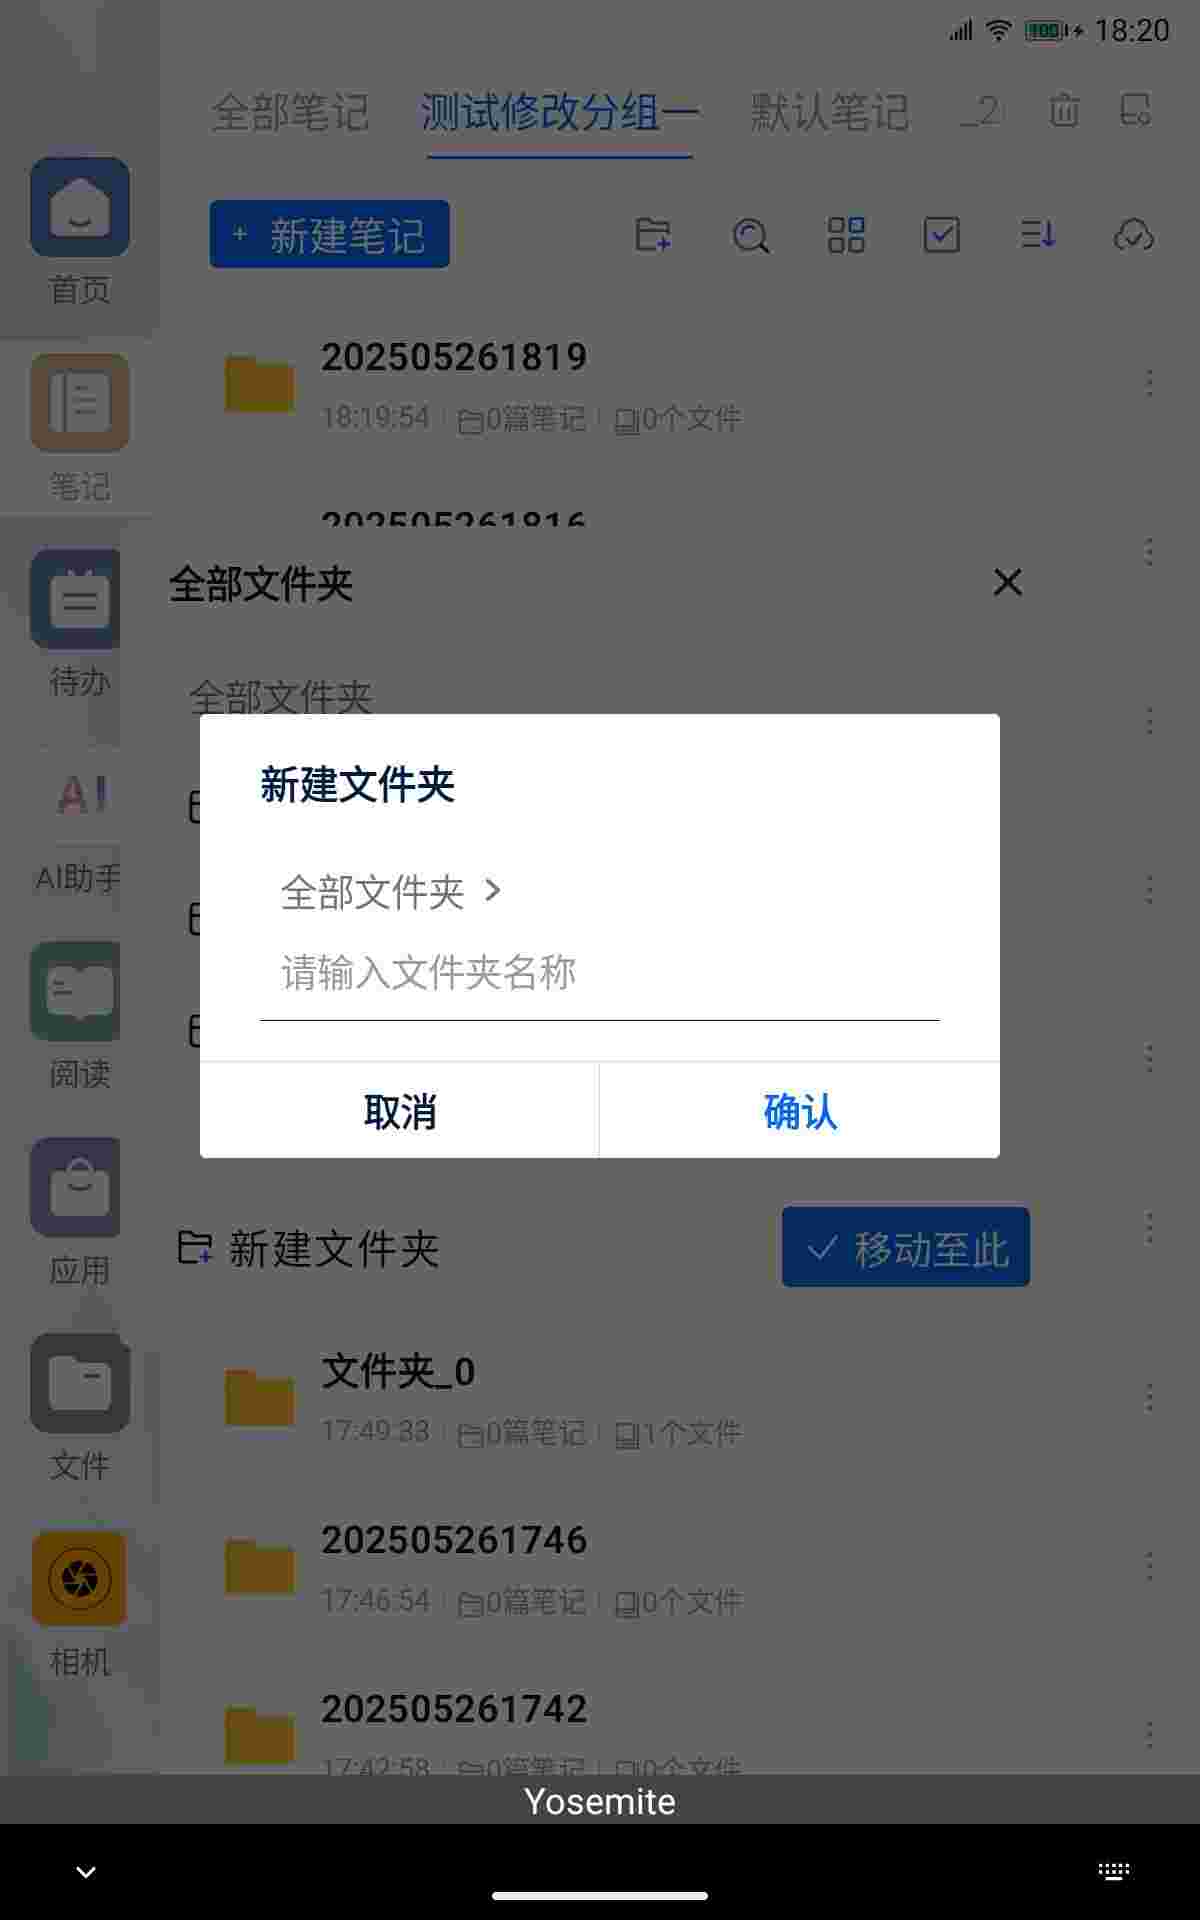 100 18:20
全部笔记 测试修改分组一 默认笔记 _2
+ 新建笔记
首页
202505261819
18:19:54 0篇笔记 0个文件
笔记
202505261816
全部文件夹
待办
全部文件夹
新建文件夹
AI
AI助手
全部文件夹 >
请输入文件夹名称
阅读
取消 确认
新建文件夹 移动至此
应用
文件夹_0
17:49:33 0篇笔记 1个文件
文件
202505261746
17:46:54 0篇笔记 0个文件
相机
202505261742
17:42:58 0篇笔记 0个文件
Yosemite